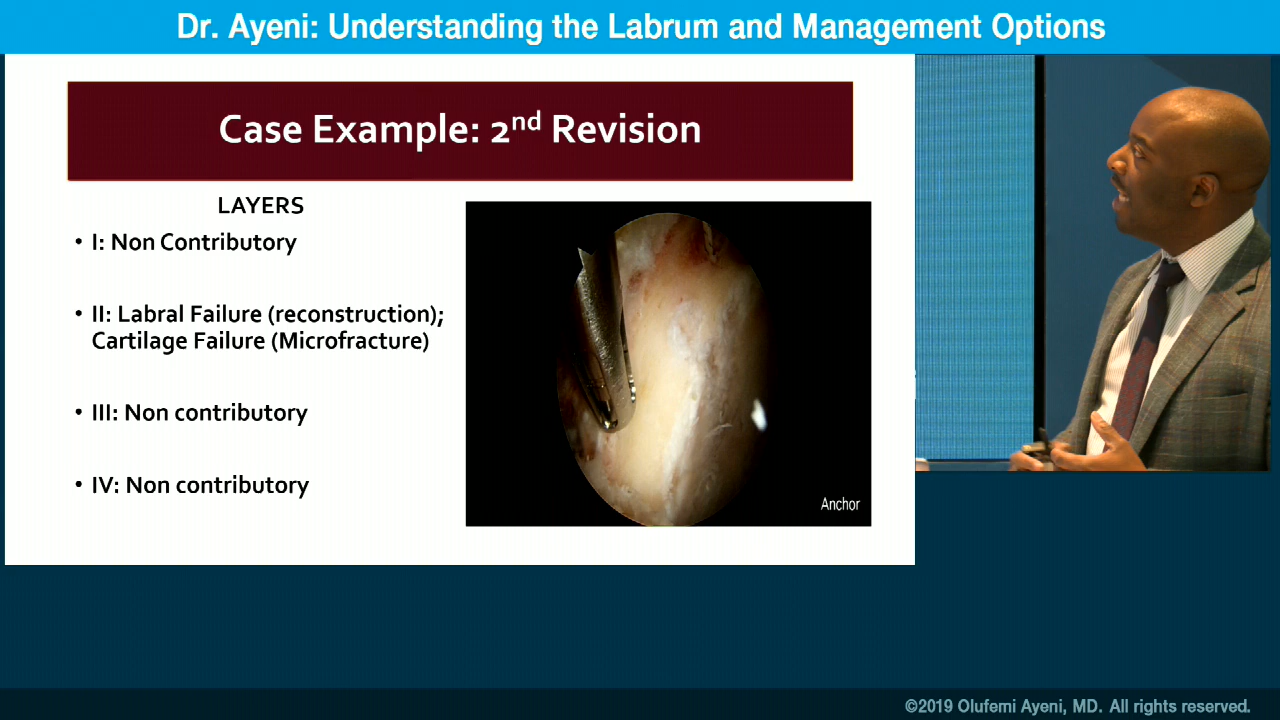 Dr. Ayeni: Understanding the Labrum and Management Options
Case Example: 2nd Revision
LAYERS
• I: Non Contributory
• II: Labral Failure (reconstruction);
Cartilage Failure (Microfracture)
• III: Non contributory
• IV: Non contributory
Anchor
©2019 Olufemi Ayeni, MD. All rights reserved.